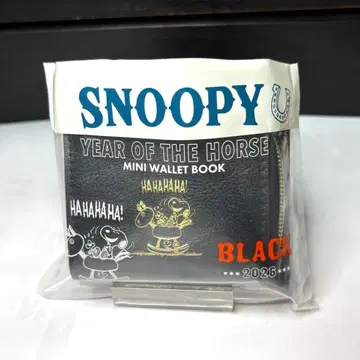 SNOOPY
YEAR OF THE HORSE
MINI WALLET BOOK
HAHAHAHA!
HAHAHAHA!
BLACK
2026